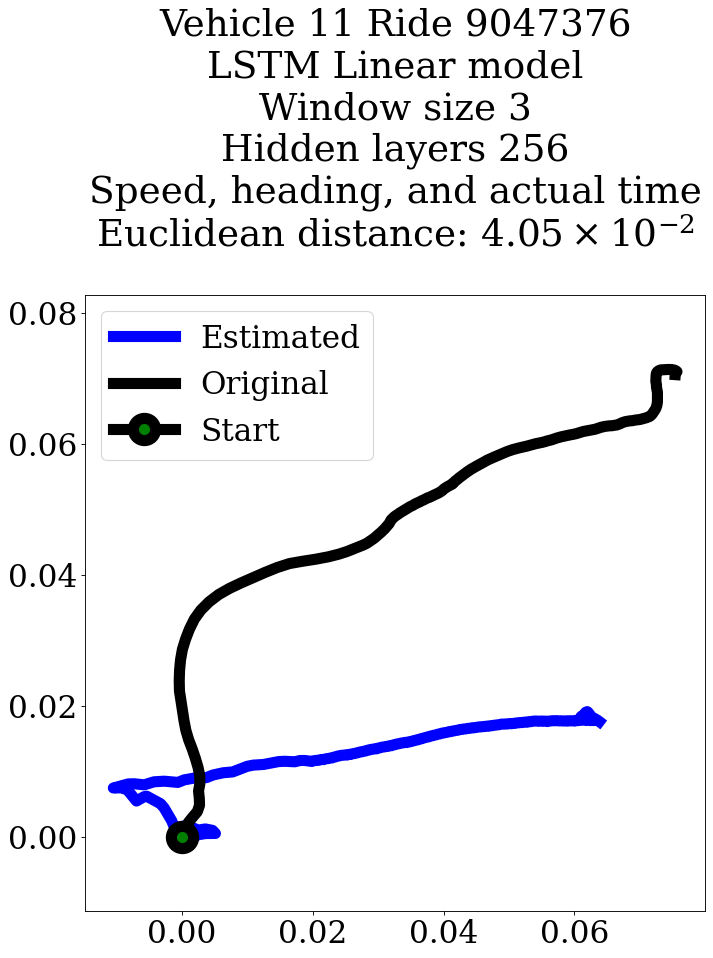 Vehicle 11 Ride 9047376
LSTM Linear model
Window size 3
Hidden layers 256
Speed, heading, and actual time
Euclidean distance: 4.05 × 10⁻²
Estimated
Original
Start
0.08
0.06
0.04
0.02
0.00
0.00 0.02 0.04 0.06